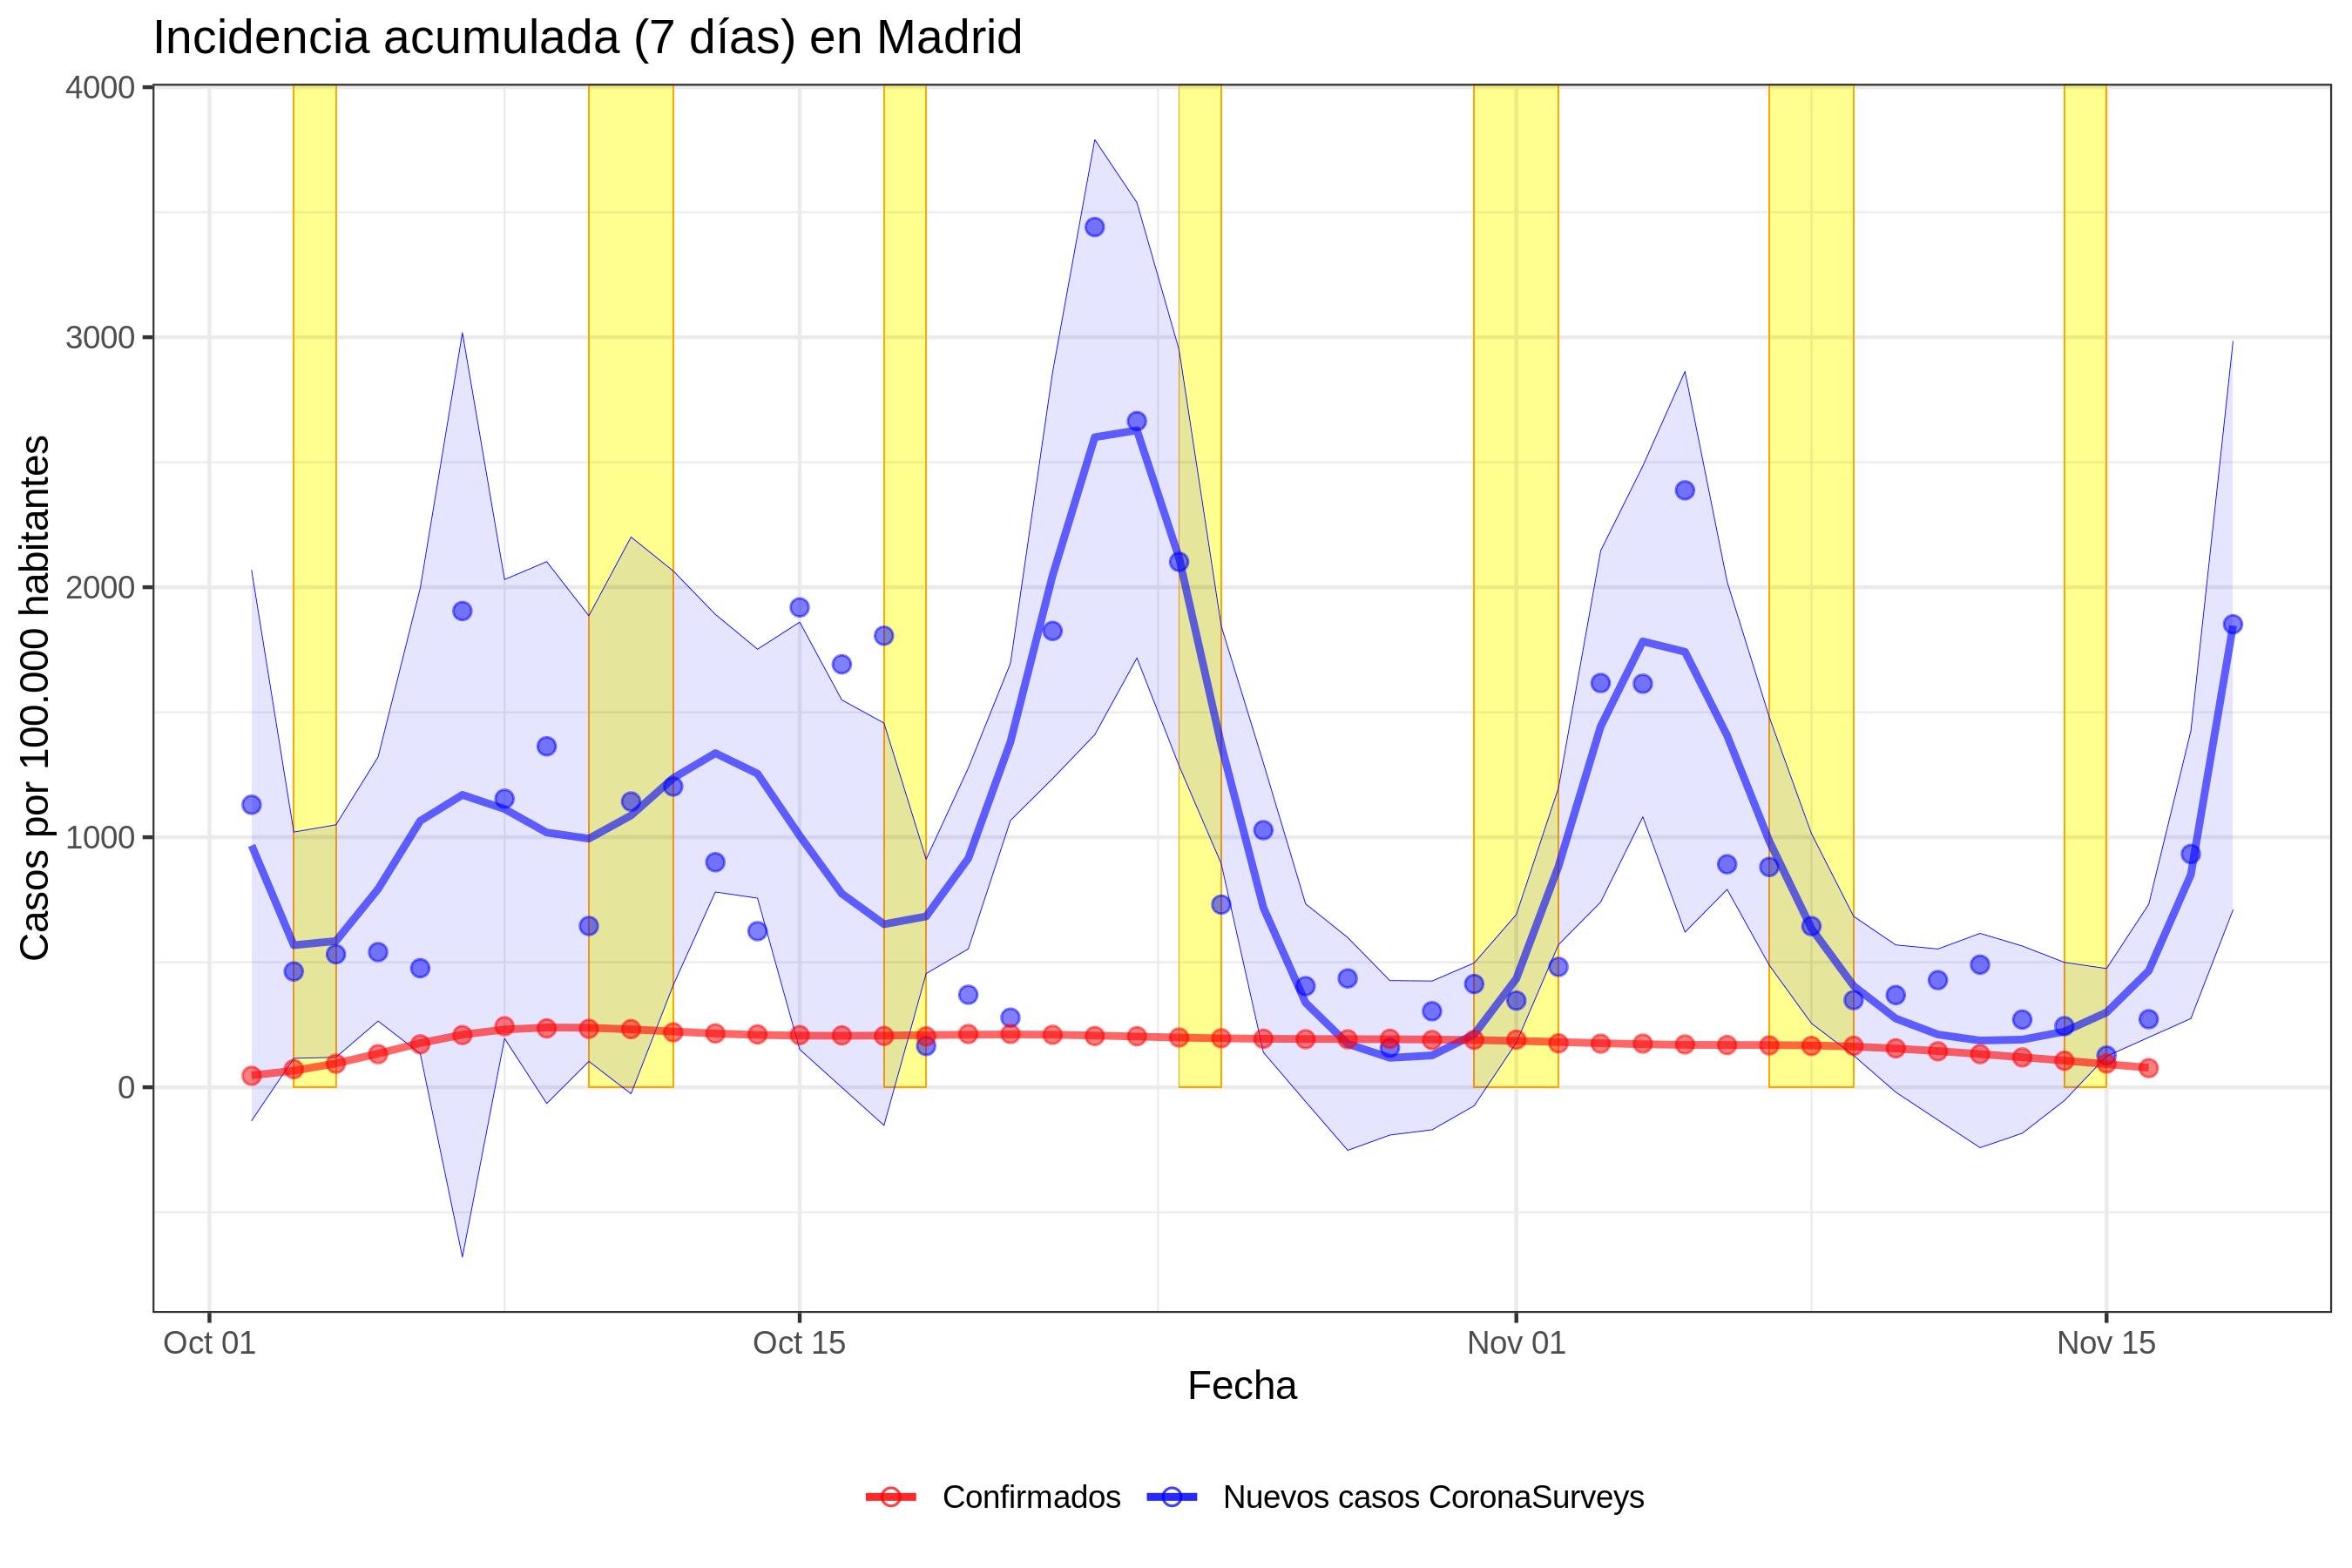 Incidencia acumulada (7 días) en Madrid
Casos por 100.000 habitantes
4000
3000
2000
1000
0
Oct 01 Oct 15 Nov 01 Nov 15
Fecha
Confirmados Nuevos casos CoronaSurveys